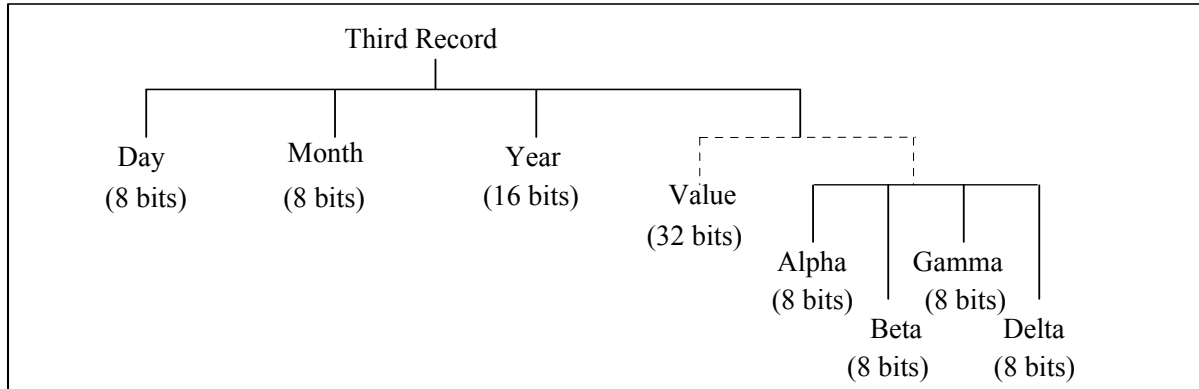 Third Record
Day Month Year
(8 bits) (8 bits) (16 bits)
Value
(32 bits)
Alpha Gamma
(8 bits) (8 bits)
Beta Delta
(8 bits) (8 bits)